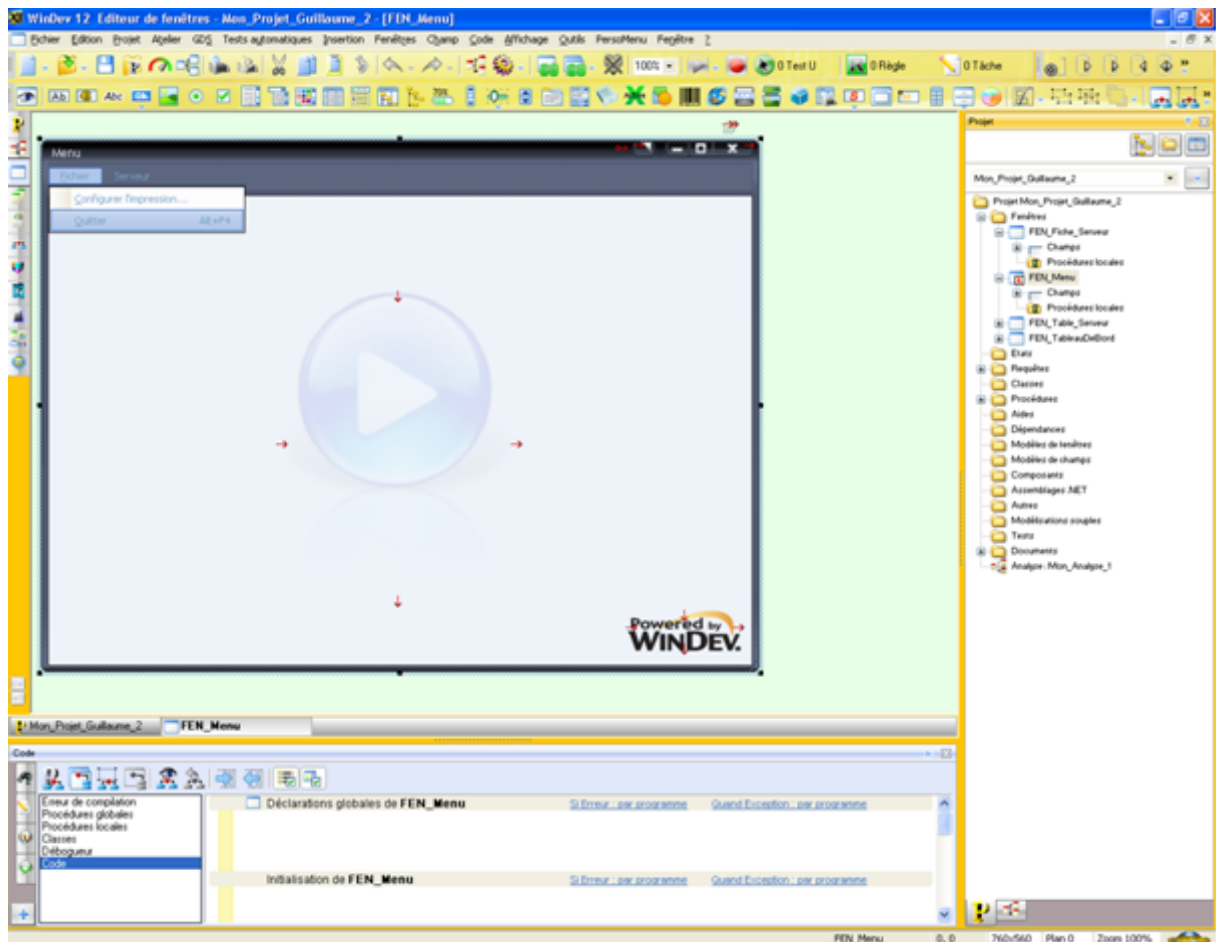 WinDev 12 Editeur de fenêtres - Mon_Projet_Guillaume_2 - [FEN_Menu]
Fichier Edition Projet Atelier GDS Tests automatiques Insertion Fenêtres Champ Code Affichage Outils PersoMenu Fenêtre ?
100% 0 Test U 0 Règle 0 Tâche
Ab Abc
Menu
Fichier Serveur
Configurer l'impression...
Quitter Alt+F4
Powered by
WINDEV.
Projet
Mon_Projet_Guillaume_2
Projet Mon_Projet_Guillaume_2
Fenêtres
FEN_Fiche_Serveur
Champs
Procédures locales
FEN_Menu
Champs
Procédures locales
FEN_Table_Serveur
FEN_TableauDeBord
Etats
Requêtes
Classes
Procédures
Aides
Dépendances
Modèles de fenêtres
Modèles de champs
Composants
Assemblages .NET
Autres
Modélisations souples
Tests
Documents
Analyse : Mon_Analyse_1
Mon_Projet_Guillaume_2 FEN_Menu
Code
Erreur de compilation
Procédures globales
Procédures locales
Classes
Débogueur
Code
Déclarations globales de FEN_Menu Si Erreur : par programme Quand Exception : par programme
Initialisation de FEN_Menu Si Erreur : par programme Quand Exception : par programme
FEN_Menu 0, 0 760x560 Plan 0 Zoom 100%